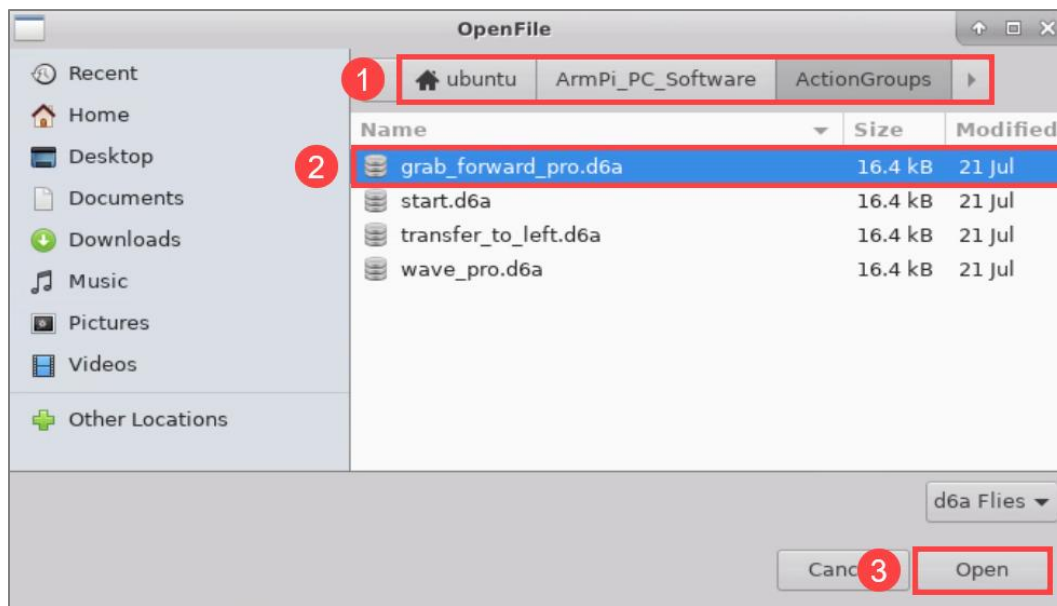 OpenFile
Recent
Home
Desktop
Documents
Downloads
Music
Pictures
Videos
Other Locations
1 ubuntu ArmPi_PC_Software ActionGroups
Name Size Modified
2 grab_forward_pro.d6a 16.4 kB 21 Jul
start.d6a 16.4 kB 21 Jul
transfer_to_left.d6a 16.4 kB 21 Jul
wave_pro.d6a 16.4 kB 21 Jul
d6a Flies
Canc 3 Open